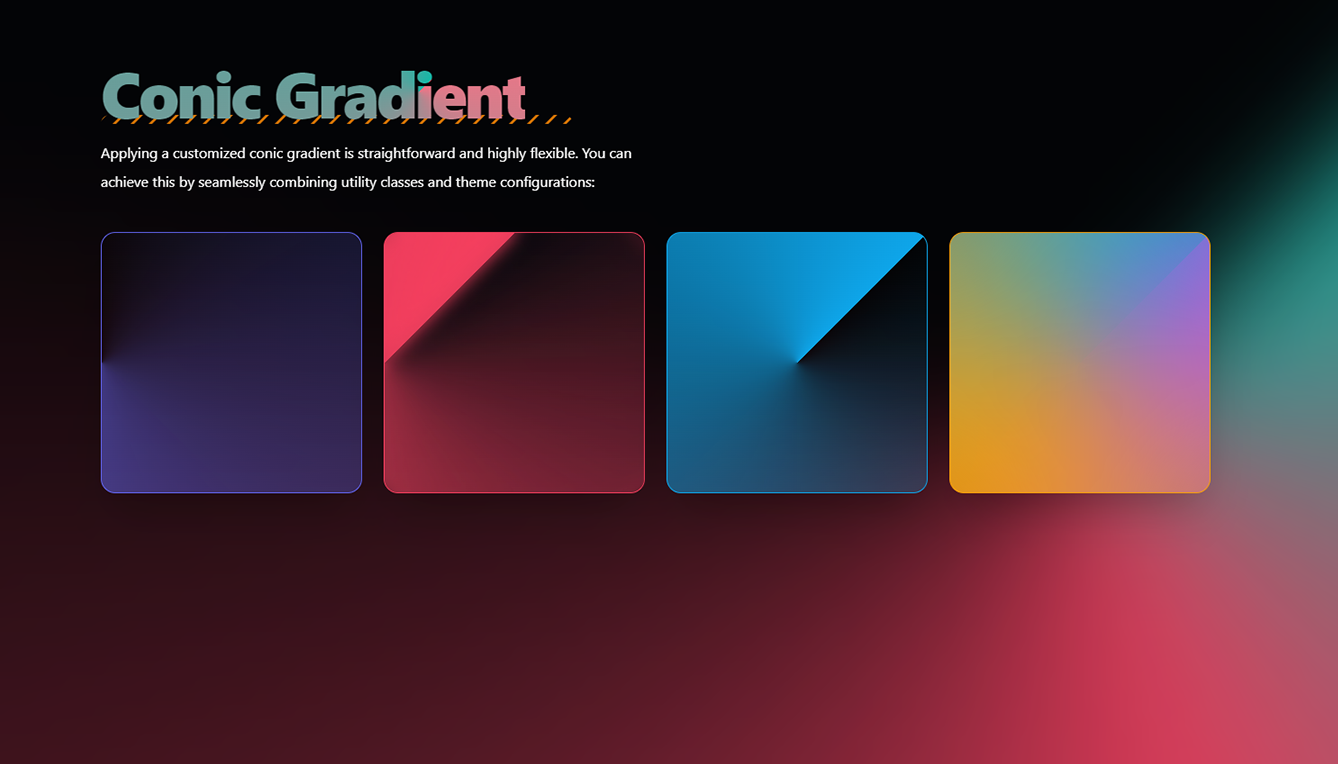 Conic Gradient
Applying a customized conic gradient is straightforward and highly flexible. You can
achieve this by seamlessly combining utility classes and theme configurations: